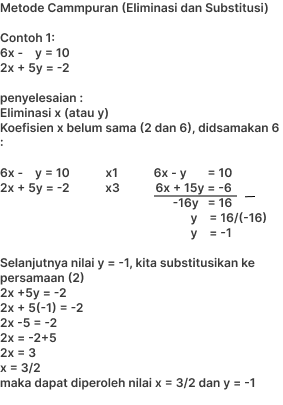 Metode Cammpuran (Eliminasi dan Substitusi)
Contoh 1:
6x - y = 10
2x + 5y = -2
penyelesaian :
Eliminasi x (atau y)
Koefisien x belum sama (2 dan 6), didsamakan 6
:
6x - y = 10 x1 6x - y = 10
2x + 5y = -2 x3 6x + 15y = -6 —
-16y = 16
y = 16/(-16)
y = -1
Selanjutnya nilai y = -1, kita substitusikan ke
persamaan (2)
2x +5y = -2
2x + 5(-1) = -2
2x -5 = -2
2x = -2+5
2x = 3
x = 3/2
maka dapat diperoleh nilai x = 3/2 dan y = -1